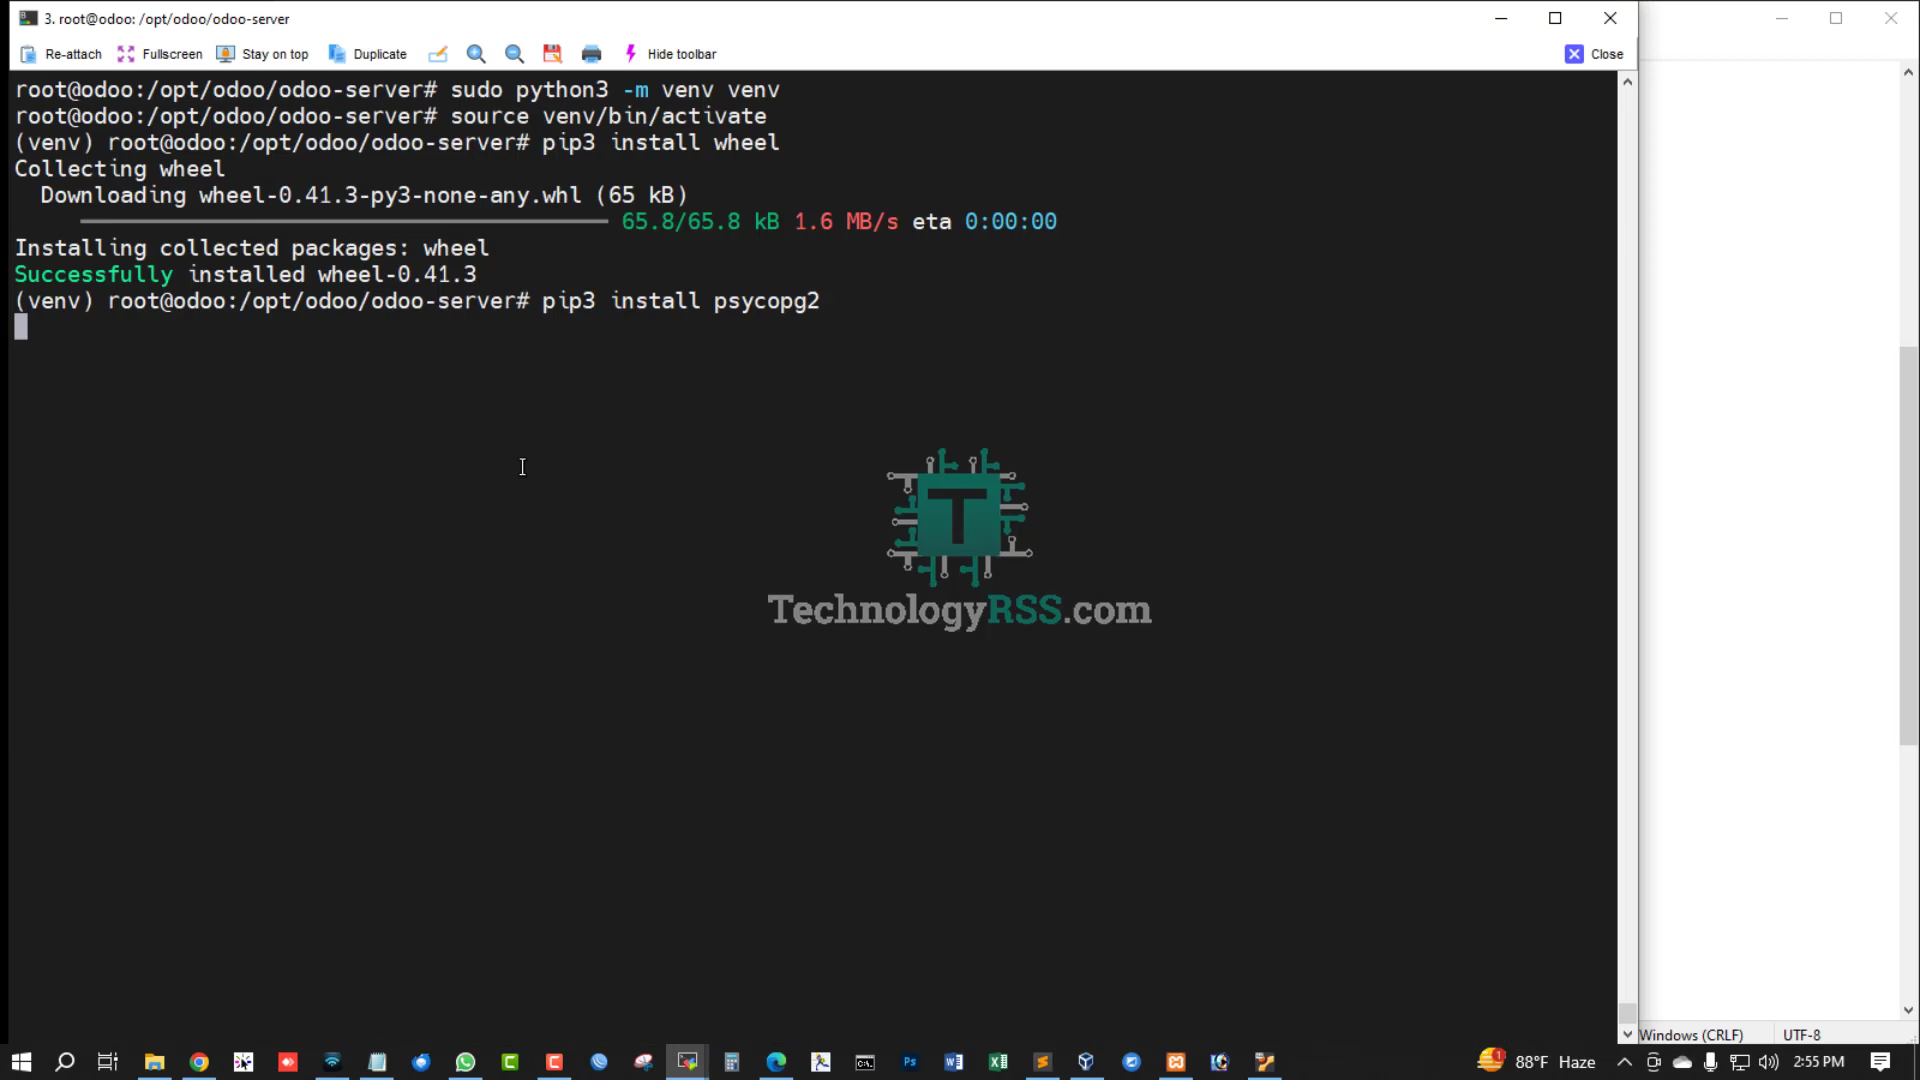 3. root@odoo: /opt/odoo/odoo-server
Re-attach Fullscreen Stay on top Duplicate Hide toolbar Close
root@odoo:/opt/odoo/odoo-server# sudo python3 -m venv venv
root@odoo:/opt/odoo/odoo-server# source venv/bin/activate
(venv) root@odoo:/opt/odoo/odoo-server# pip3 install wheel
Collecting wheel
Downloading wheel-0.41.3-py3-none-any.whl (65 kB)
65.8/65.8 kB 1.6 MB/s eta 0:00:00
Installing collected packages: wheel
Successfully installed wheel-0.41.3
(venv) root@odoo:/opt/odoo/odoo-server# pip3 install psycopg2
T
TechnologyRSS.com
Windows (CRLF) UTF-8
88°F Haze 2:55 PM